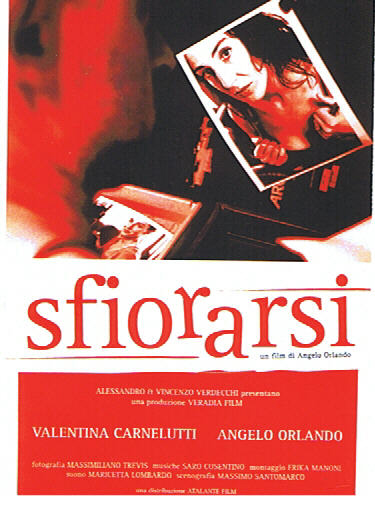 sfiorarsi
un film di Angelo Orlando
ALESSANDRO & VINCENZO VERDECCHI presentano
una produzione VERADIA FILM
VALENTINA CARNELUTTI ANGELO ORLANDO
fotografia MASSIMILIANO TREVIS musiche SARO COSENTINO montaggio ERIKA MANONI
suono MARICETTA LOMBARDO scenografia MASSIMO SANTOMARCO
una distribuzione ATALANTE FILM